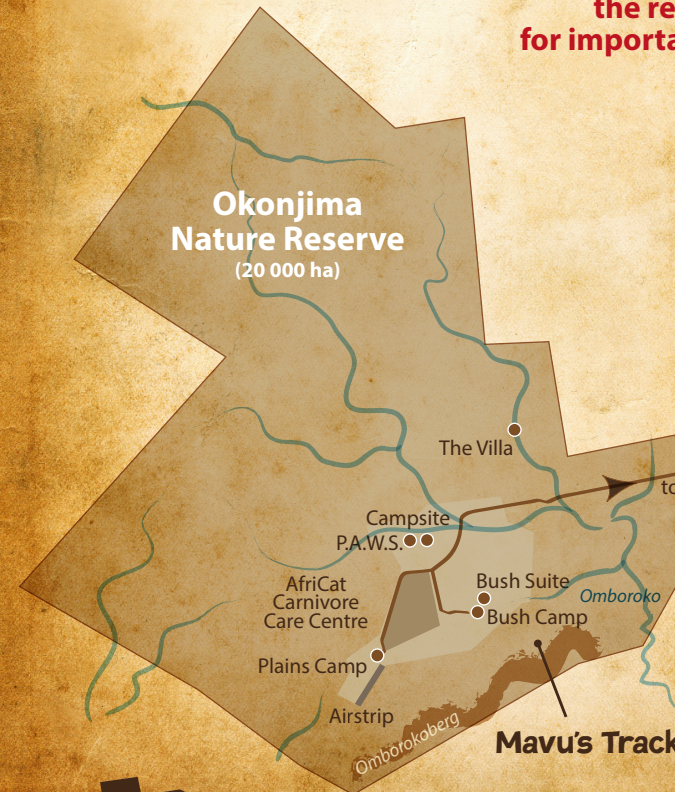 the re
for importa
Okonjima
Nature Reserve
(20 000 ha)
The Villa
to
Campsite
P.A.W.S.
AfriCat
Carnivore
Care Centre
Bush Suite
Omboroko
Bush Camp
Plains Camp
Airstrip
Omborokoberg
Mavu's Track